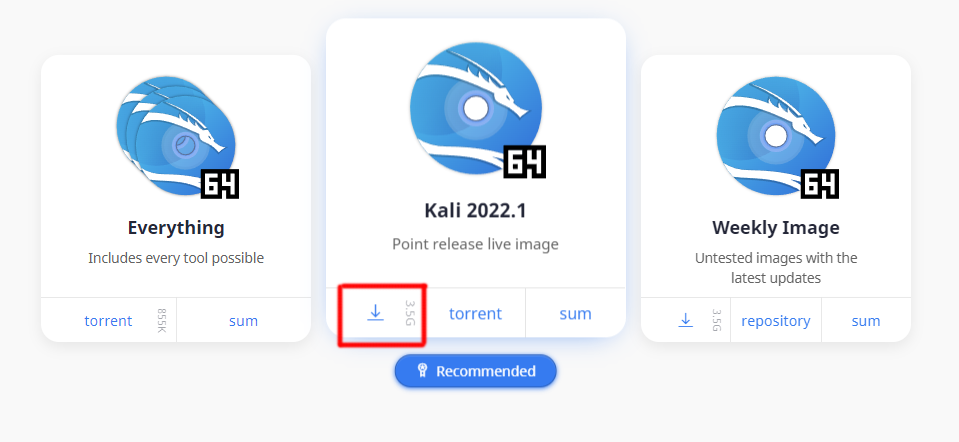 64
Everything
Includes every tool possible
torrent
855K
sum
64
Kali 2022.1
Point release live image
3.5G
torrent
sum
Recommended
64
Weekly Image
Untested images with the
latest updates
3.5G
repository
sum